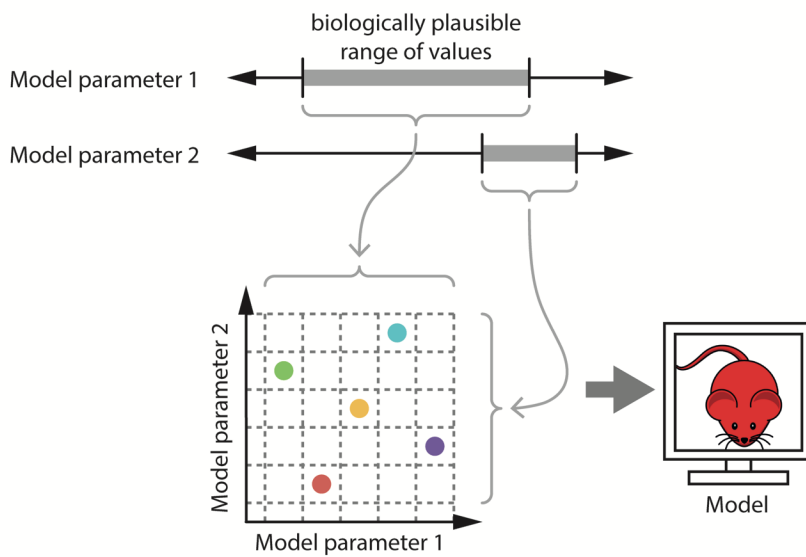 biologically plausible
range of values
Model parameter 1
Model parameter 2
Model parameter 2
Model parameter 1
Model